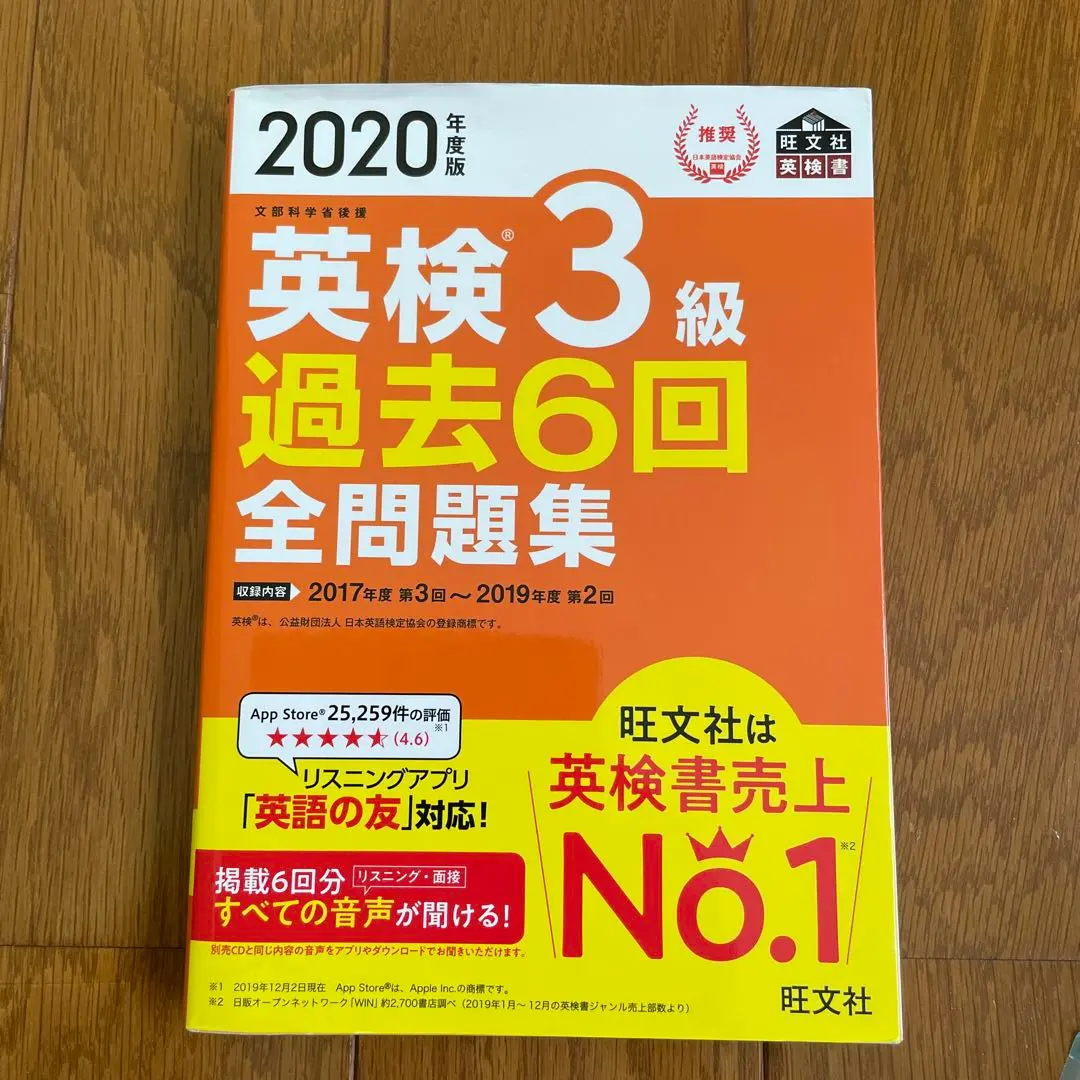 2020年度版
推奨
日本英語検定協会
英検
旺文社
英検書
文部科学省後援
英検® 3級
過去6回
全問題集
収録内容 2017年度 第3回～2019年度 第2回
英検®は、公益財団法人 日本英語検定協会の登録商標です。
App Store® 25,259件の評価
★★★★★(4.6)※1
リスニングアプリ
「英語の友」対応!
旺文社は
英検書売上
No.1※2
掲載6回分 リスニング・面接
すべての音声が聞ける!
別売CDと同じ内容の音声をアプリやダウンロードでお聞きいただけます。
※1 2019年12月2日現在 App Store®は、Apple Inc.の商標です。
※2 日販オープンネットワーク「WIN」約2,700書店調べ(2019年1月～12月の英検書ジャンル売上部数より)
旺文社